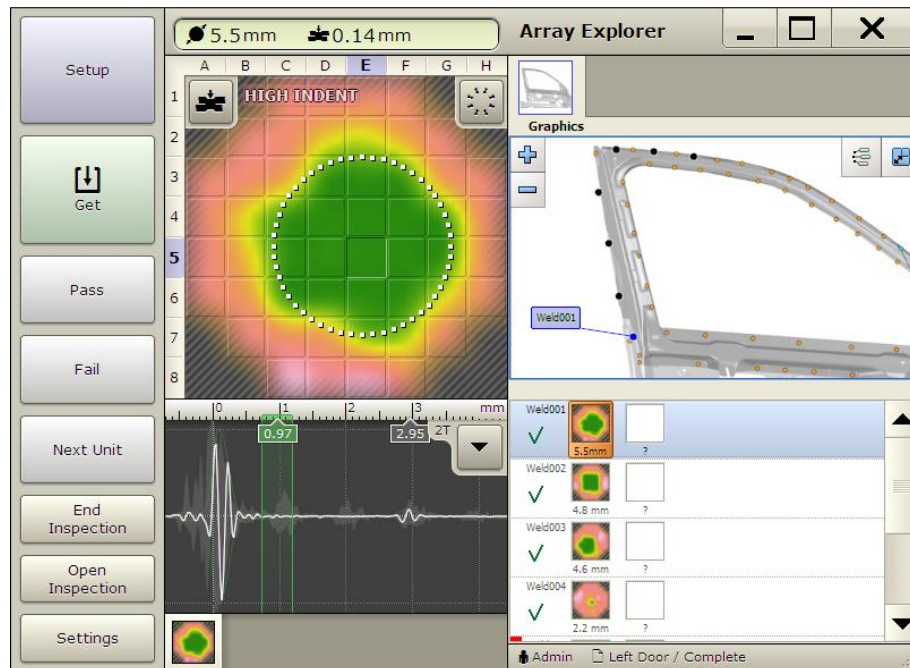 Setup
Get
Pass
Fail
Next Unit
End
Inspection
Open
Inspection
Settings
5.5mm 0.14mm
A B C D E F G H
1
2
3
4
5
6
7
8
HIGH INDENT
0 1 2 3 mm
0.97 2.95 2T
Array Explorer
Graphics
Weld001
Weld001
5.5mm ?
Weld002
4.8 mm ?
Weld003
4.6 mm ?
Weld004
2.2 mm ?
Admin Left Door / Complete